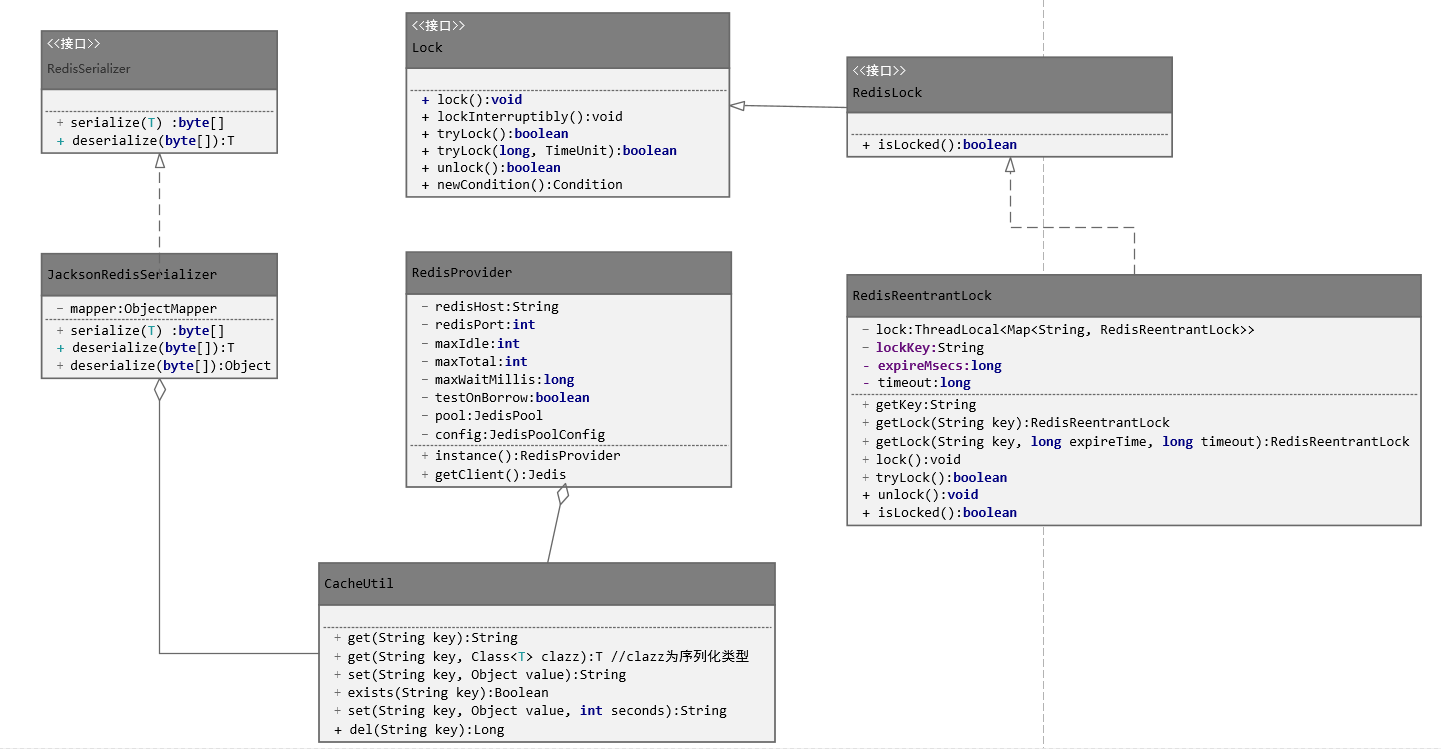 <<接口>>
RedisSerializer
+ serialize(T) :byte[]
+ deserialize(byte[]):T
<<接口>>
Lock
+ lock():void
+ lockInterruptibly():void
+ tryLock():boolean
+ tryLock(long, TimeUnit):boolean
+ unlock():boolean
+ newCondition():Condition
<<接口>>
RedisLock
+ isLocked():boolean
JacksonRedisSerializer
- mapper:ObjectMapper
+ serialize(T) :byte[]
+ deserialize(byte[]):T
+ deserialize(byte[]):Object
RedisProvider
- redisHost:String
- redisPort:int
- maxIdle:int
- maxTotal:int
- maxWaitMillis:long
- testOnBorrow:boolean
- pool:JedisPool
- config:JedisPoolConfig
+ instance():RedisProvider
+ getClient():Jedis
RedisReentrantLock
- lock:ThreadLocal<Map<String, RedisReentrantLock>>
- lockKey:String
- expireMsecs:long
- timeout:long
+ getKey:String
+ getLock(String key):RedisReentrantLock
+ getLock(String key, long expireTime, long timeout):RedisReentrantLock
+ lock():void
+ tryLock():boolean
+ unlock():void
+ isLocked():boolean
CacheUtil
+ get(String key):String
+ get(String key, Class<T> clazz):T //clazz为序列化类型
+ set(String key, Object value):String
+ exists(String key):Boolean
+ set(String key, Object value, int seconds):String
+ del(String key):Long